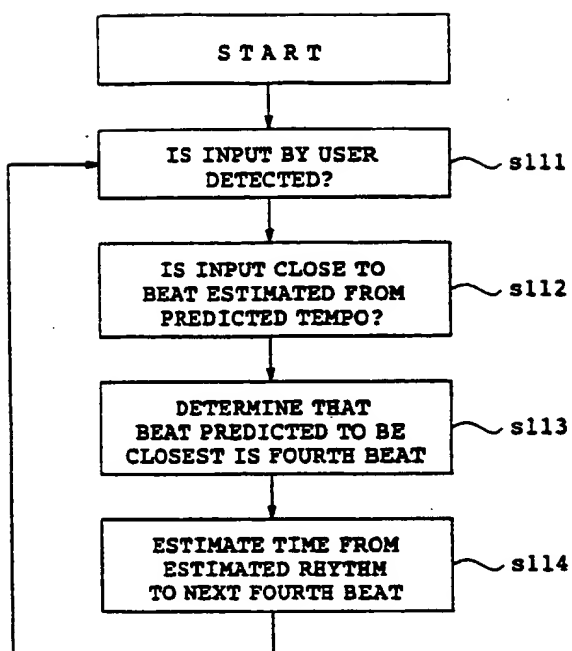 START
IS INPUT BY USER
DETECTED?
s111
IS INPUT CLOSE TO
BEAT ESTIMATED FROM
PREDICTED TEMPO?
s112
DETERMINE THAT
BEAT PREDICTED TO BE
CLOSEST IS FOURTH BEAT
s113
ESTIMATE TIME FROM
ESTIMATED RHYTHM
TO NEXT FOURTH BEAT
s114